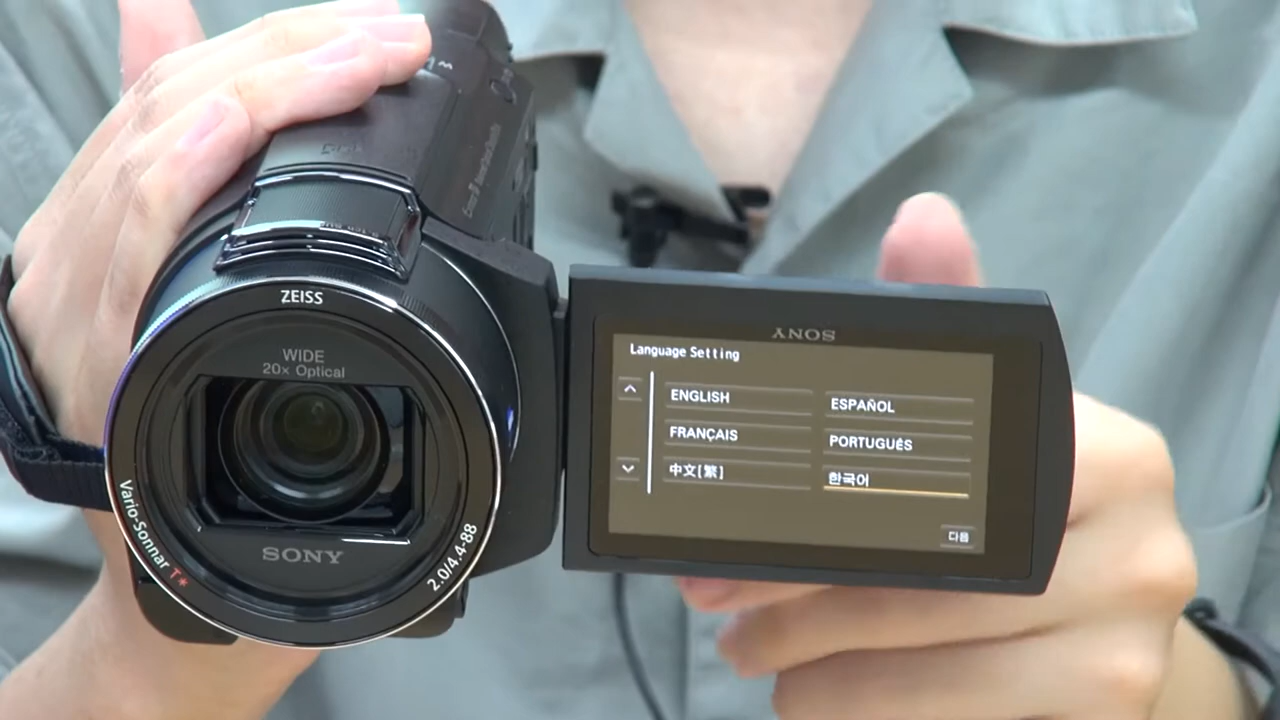 ZEISS
WIDE
20x Optical
SONY
Vario-Sonnar T*
2.0/4.4-88
SONY
Language Setting
ENGLISH
ESPAÑOL
FRANÇAIS
PORTUGUÊS
中文[繁]
한국어
다음